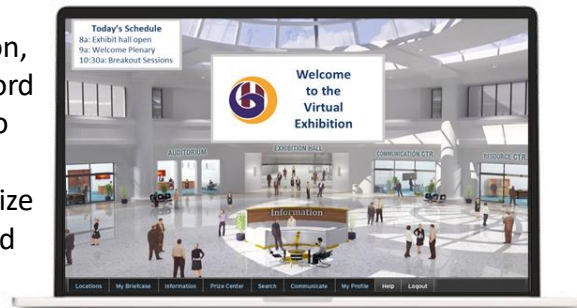 on,
ord
o
ize
d
Today's Schedule
8a: Exhibit hall open
9a: Welcome Plenary
10:30a: Breakout Sessions
Welcome
to the
Virtual
Exhibition
AUDITORIUM
EXHIBITION HALL
COMMUNICATION CTR.
RESOURCE CTR.
Information
Locations My Briefcase Information Prize Center Search Communicate My Profile Help Logout